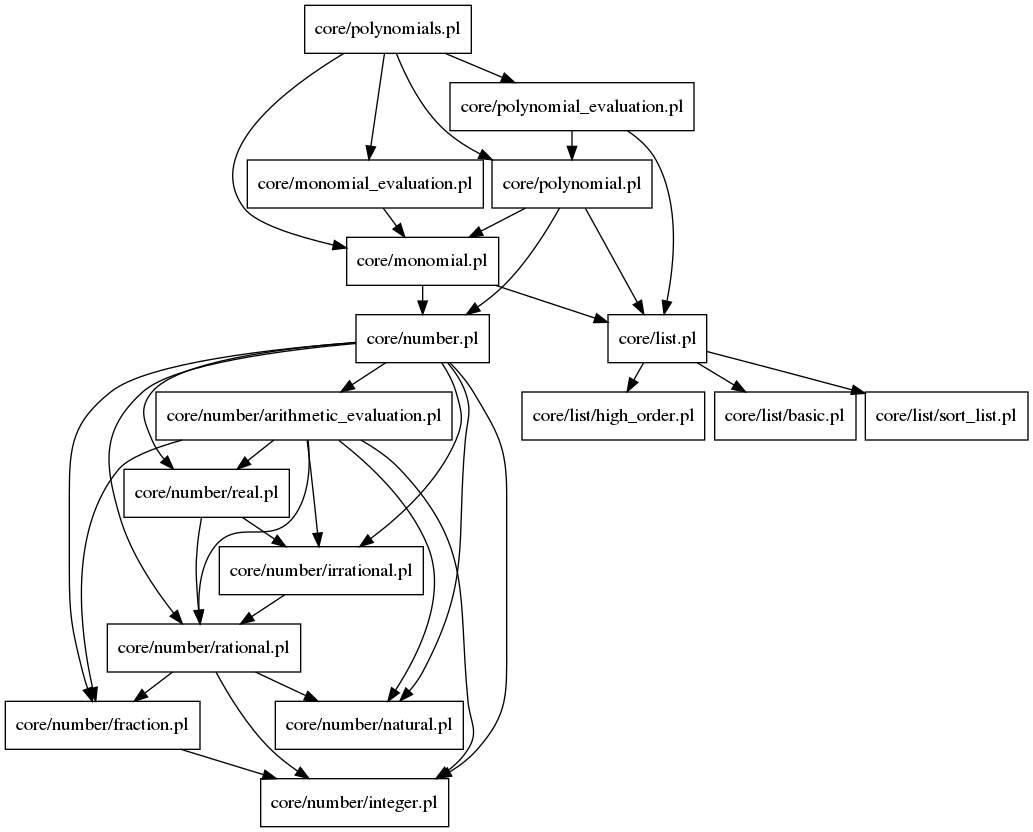 core/polynomials.pl
core/polynomial_evaluation.pl
core/monomial_evaluation.pl
core/polynomial.pl
core/monomial.pl
core/number.pl
core/list.pl
core/number/arithmetic_evaluation.pl
core/list/high_order.pl
core/list/basic.pl
core/list/sort_list.pl
core/number/real.pl
core/number/irrational.pl
core/number/rational.pl
core/number/fraction.pl
core/number/natural.pl
core/number/integer.pl